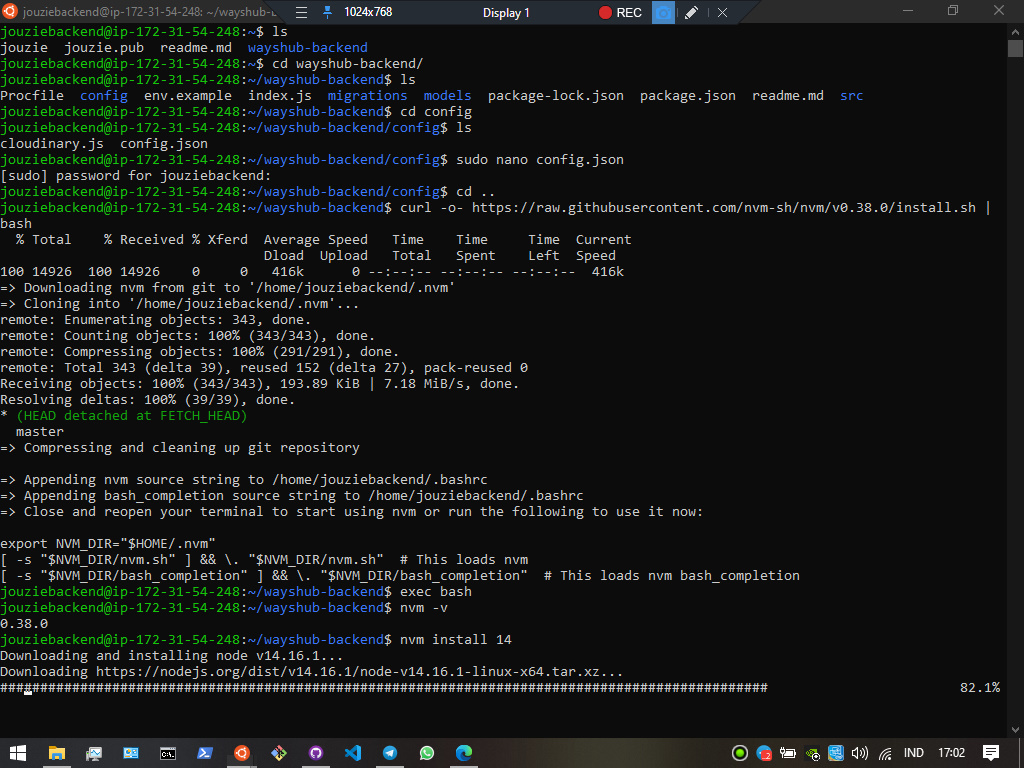 jouziebackend@ip-172-31-54-248: ~/wayshub-b
1024x768
Display 1
REC
jouziebackend@ip-172-31-54-248:~$ ls
jouzie  jouzie.pub  readme.md  wayshub-backend
jouziebackend@ip-172-31-54-248:~$ cd wayshub-backend/
jouziebackend@ip-172-31-54-248:~/wayshub-backend$ ls
Procfile  config  env.example  index.js  migrations  models  package-lock.json  package.json  readme.md  src
jouziebackend@ip-172-31-54-248:~/wayshub-backend$ cd config
jouziebackend@ip-172-31-54-248:~/wayshub-backend/config$ ls
cloudinary.js  config.json
jouziebackend@ip-172-31-54-248:~/wayshub-backend/config$ sudo nano config.json
[sudo] password for jouziebackend:
jouziebackend@ip-172-31-54-248:~/wayshub-backend/config$ cd ..
jouziebackend@ip-172-31-54-248:~/wayshub-backend$ curl -o- https://raw.githubusercontent.com/nvm-sh/nvm/v0.38.0/install.sh |
bash
  % Total    % Received % Xferd  Average Speed   Time    Time     Time  Current
                                 Dload  Upload   Total   Spent    Left  Speed
100 14926  100 14926    0     0   416k      0 --:--:-- --:--:-- --:--:--  416k
=> Downloading nvm from git to '/home/jouziebackend/.nvm'
=> Cloning into '/home/jouziebackend/.nvm'...
remote: Enumerating objects: 343, done.
remote: Counting objects: 100% (343/343), done.
remote: Compressing objects: 100% (291/291), done.
remote: Total 343 (delta 39), reused 152 (delta 27), pack-reused 0
Receiving objects: 100% (343/343), 193.89 KiB | 7.18 MiB/s, done.
Resolving deltas: 100% (39/39), done.
* (HEAD detached at FETCH_HEAD)
  master
=> Compressing and cleaning up git repository
=> Appending nvm source string to /home/jouziebackend/.bashrc
=> Appending bash_completion source string to /home/jouziebackend/.bashrc
=> Close and reopen your terminal to start using nvm or run the following to use it now:
export NVM_DIR="$HOME/.nvm"
[ -s "$NVM_DIR/nvm.sh" ] && \. "$NVM_DIR/nvm.sh"  # This loads nvm
[ -s "$NVM_DIR/bash_completion" ] && \. "$NVM_DIR/bash_completion"  # This loads nvm bash_completion
jouziebackend@ip-172-31-54-248:~/wayshub-backend$ exec bash
jouziebackend@ip-172-31-54-248:~/wayshub-backend$ nvm -v
0.38.0
jouziebackend@ip-172-31-54-248:~/wayshub-backend$ nvm install 14
Downloading and installing node v14.16.1...
Downloading https://nodejs.org/dist/v14.16.1/node-v14.16.1-linux-x64.tar.xz...
################################################################################################ 82.1%
IND
17:02